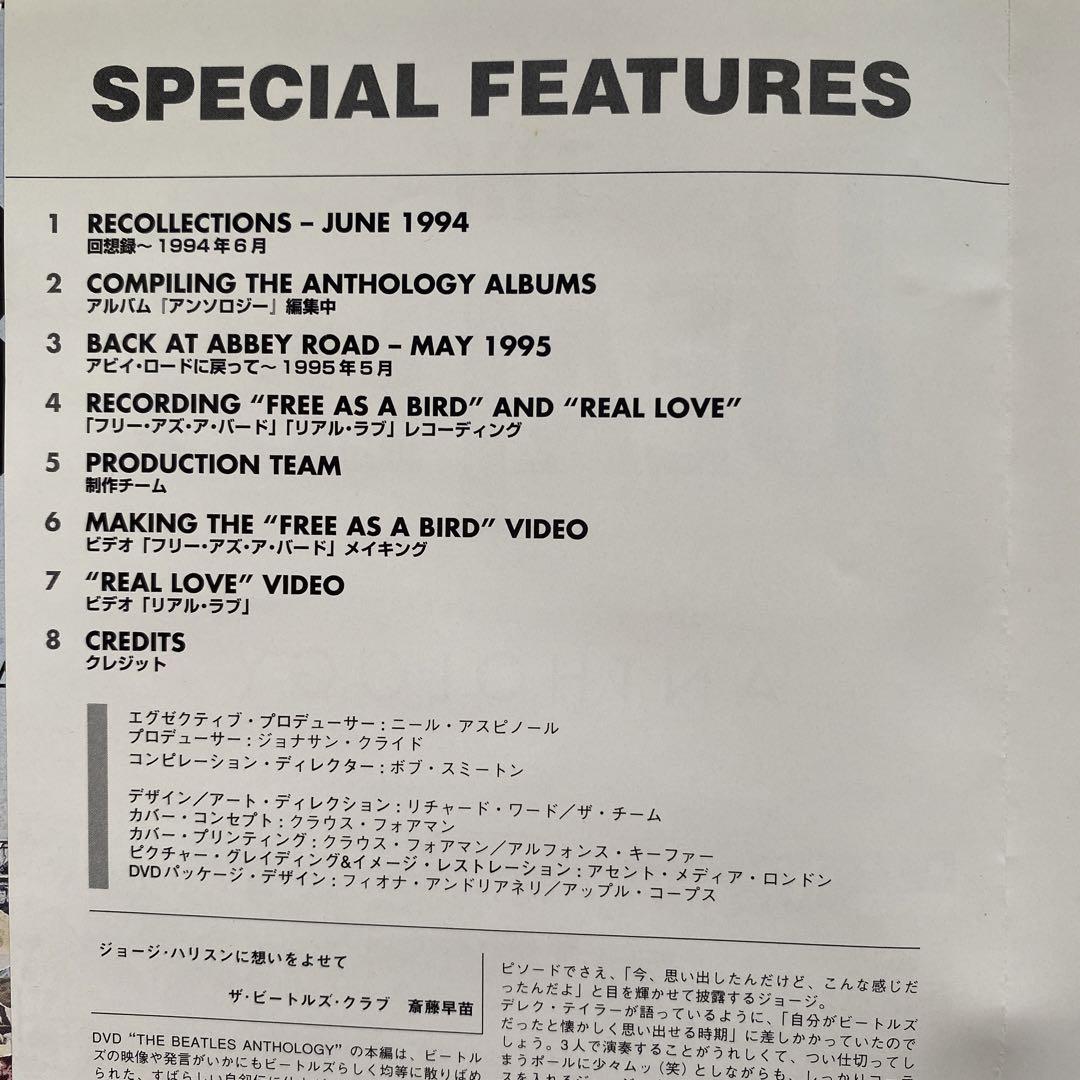 SPECIAL FEATURES
1 RECOLLECTIONS – JUNE 1994
回想録〜1994年6月
2 COMPILING THE ANTHOLOGY ALBUMS
アルバム『アンソロジー』編集中
3 BACK AT ABBEY ROAD – MAY 1995
アビイ・ロードに戻って〜1995年5月
4 RECORDING “FREE AS A BIRD” AND “REAL LOVE”
「フリー・アズ・ア・バード」「リアル・ラブ」レコーディング
5 PRODUCTION TEAM
制作チーム
6 MAKING THE “FREE AS A BIRD” VIDEO
ビデオ「フリー・アズ・ア・バード」メイキング
7 “REAL LOVE” VIDEO
ビデオ「リアル・ラブ」
8 CREDITS
クレジット
エグゼクティブ・プロデューサー：ニール・アスピノール
プロデューサー：ジョナサン・クライド
コンピレーション・ディレクター：ボブ・スミートン
デザイン／アート・ディレクション：リチャード・ワード／ザ・チーム
カバー・コンセプト：クラウス・フォアマン
カバー・プリンティング：クラウス・フォアマン／アルフォンス・キーファー
ピクチャー・グレイディング&イメージ・レストレーション：アセント・メディア・ロンドン
DVDパッケージ・デザイン：フィオナ・アンドリアネリ／アップル・コープス
ジョージ・ハリスンに想いをよせて
ザ・ビートルズ・クラブ 斎藤早苗
DVD“THE BEATLES ANTHOLOGY”の本編は、ビートル
ズの映像や発言がいかにもビートルズらしく均等に散りばめ
られた、すばらしい
ピソードでさえ、「今、思い出したんだけど、こんな感じだ
ったんだよ」と目を輝かせて披露するジョージ。
デレク・テイラーが語っているように、「自分がビートルズ
だったと懐かしく思い出せる時期」に差しかかっていたので
しょう。3人で演奏することがうれしくて、つい仕切ってし
まうポールに少々ムッ（笑）としながらも、しっかりコーラ